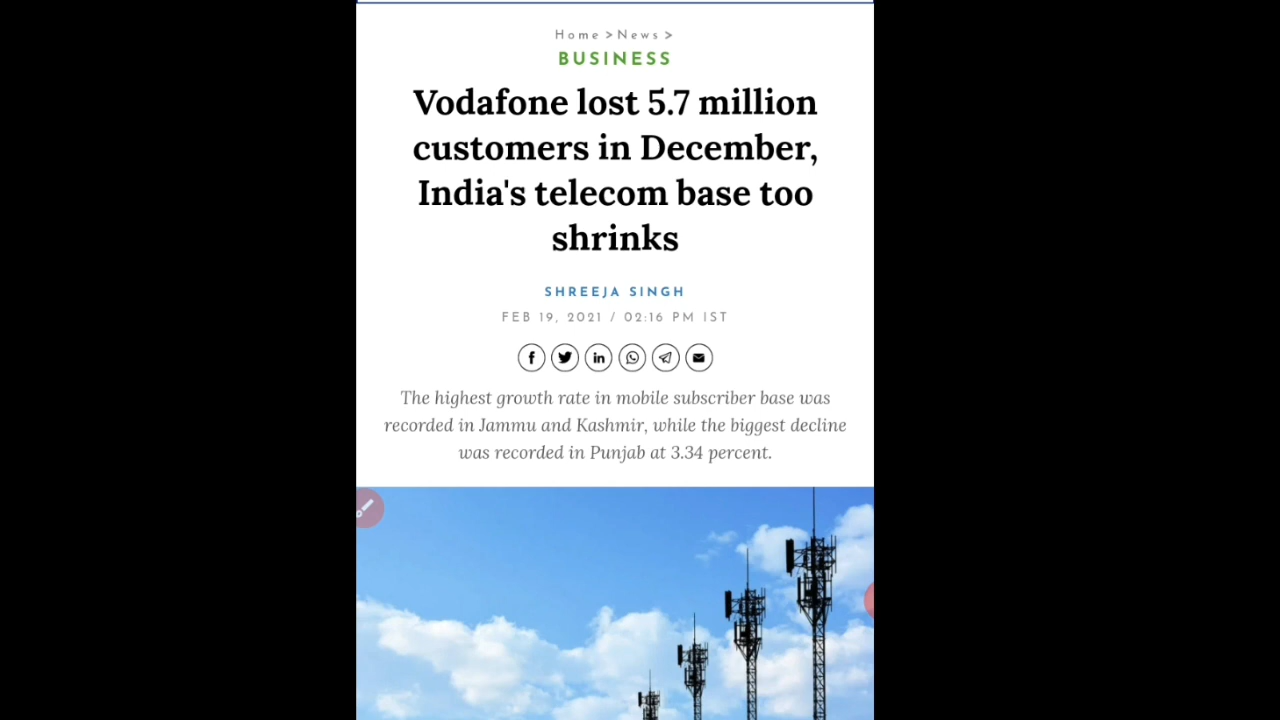 Home > News >
BUSINESS
Vodafone lost 5.7 million
customers in December,
India's telecom base too
shrinks
SHREEJA SINGH
FEB 19, 2021 / 02:16 PM IST
The highest growth rate in mobile subscriber base was
recorded in Jammu and Kashmir, while the biggest decline
was recorded in Punjab at 3.34 percent.